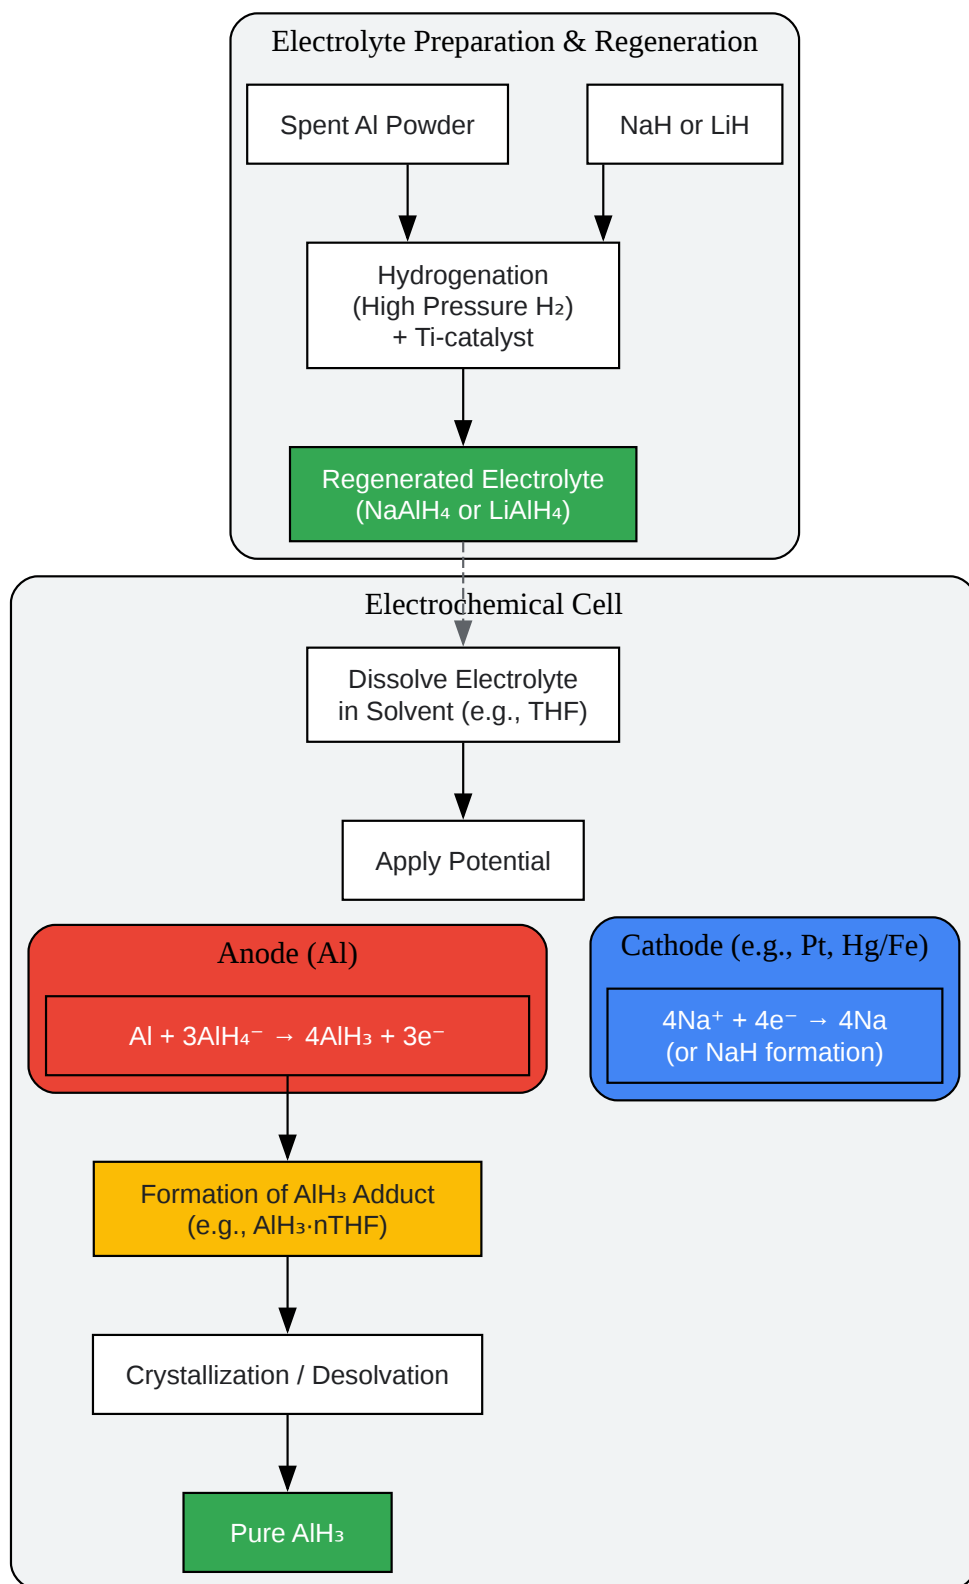 Electrolyte Preparation & Regeneration
Spent Al Powder
NaH or LiH
Hydrogenation
(High Pressure H₂)
+ Ti-catalyst
Regenerated Electrolyte
(NaAlH₄ or LiAlH₄)
Electrochemical Cell
Dissolve Electrolyte
in Solvent (e.g., THF)
Apply Potential
Anode (Al)
Al + 3AlH₄⁻ → 4AlH₃ + 3e⁻
Cathode (e.g., Pt, Hg/Fe)
4Na⁺ + 4e⁻ → 4Na
(or NaH formation)
Formation of AlH₃ Adduct
(e.g., AlH₃·nTHF)
Crystallization / Desolvation
Pure AlH₃